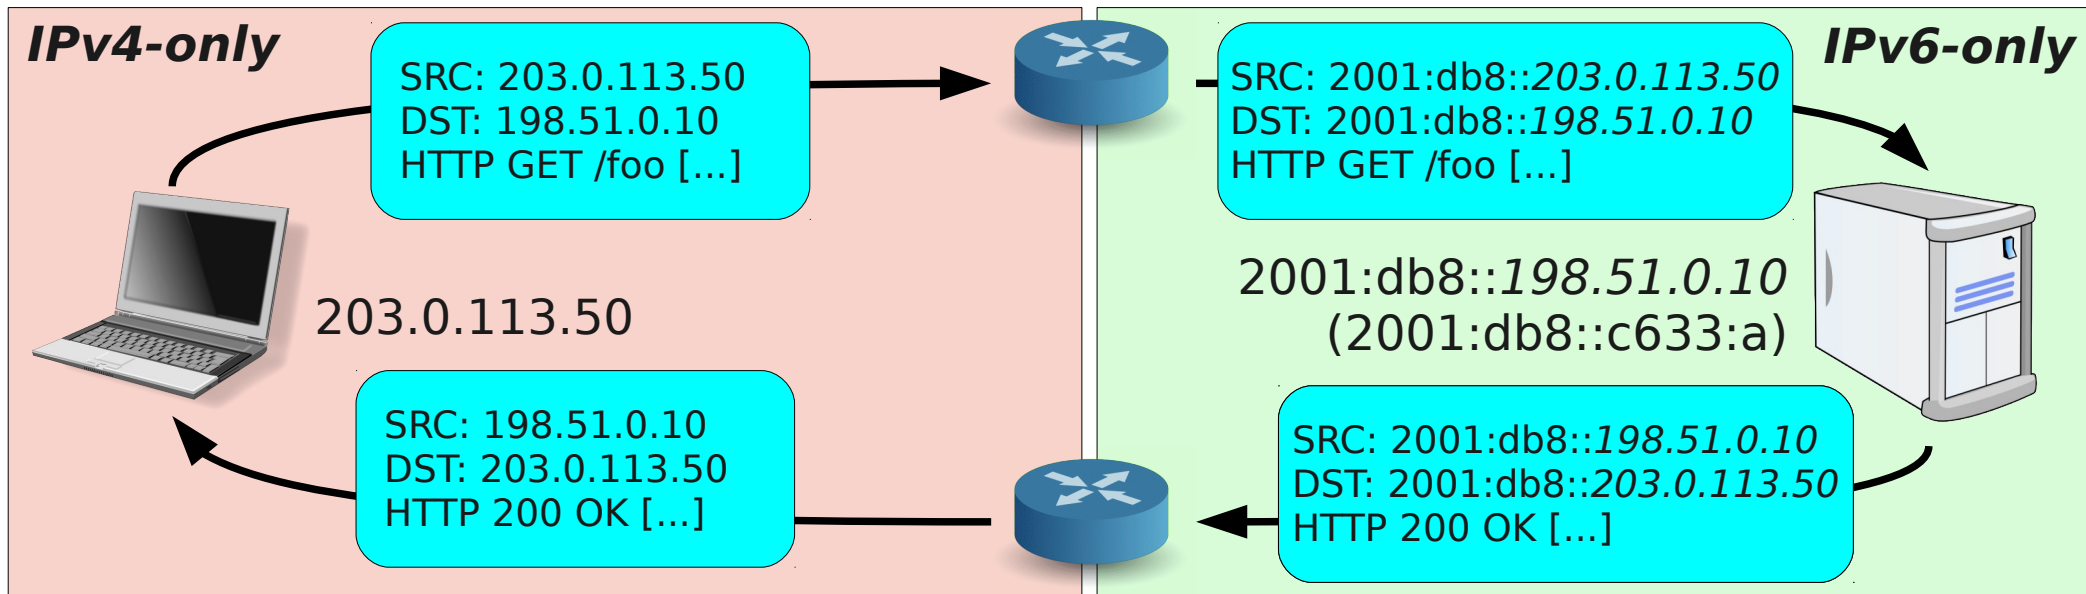 IPv4-only
SRC: 203.0.113.50
DST: 198.51.0.10
HTTP GET /foo [...]
SRC: 2001:db8::203.0.113.50
DST: 2001:db8::198.51.0.10
HTTP GET /foo [...]
IPv6-only
203.0.113.50
2001:db8::198.51.0.10
(2001:db8::c633:a)
SRC: 198.51.0.10
DST: 203.0.113.50
HTTP 200 OK [...]
SRC: 2001:db8::198.51.0.10
DST: 2001:db8::203.0.113.50
HTTP 200 OK [...]